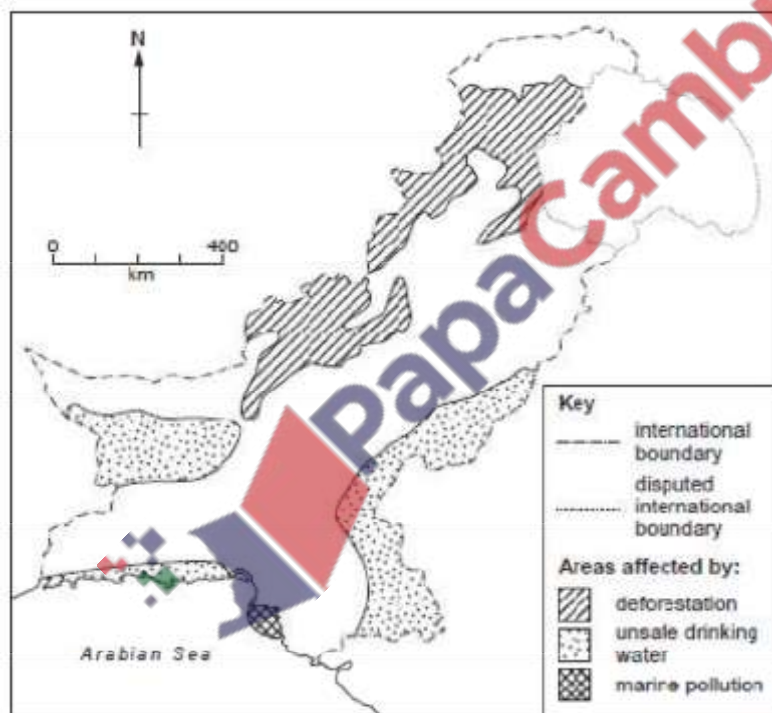 N
0 400
km
Arabian Sea
Key
international
boundary
disputed
international
boundary
Areas affected by:
deforestation
unsale drinking
water
marine pollution
PapaCambri